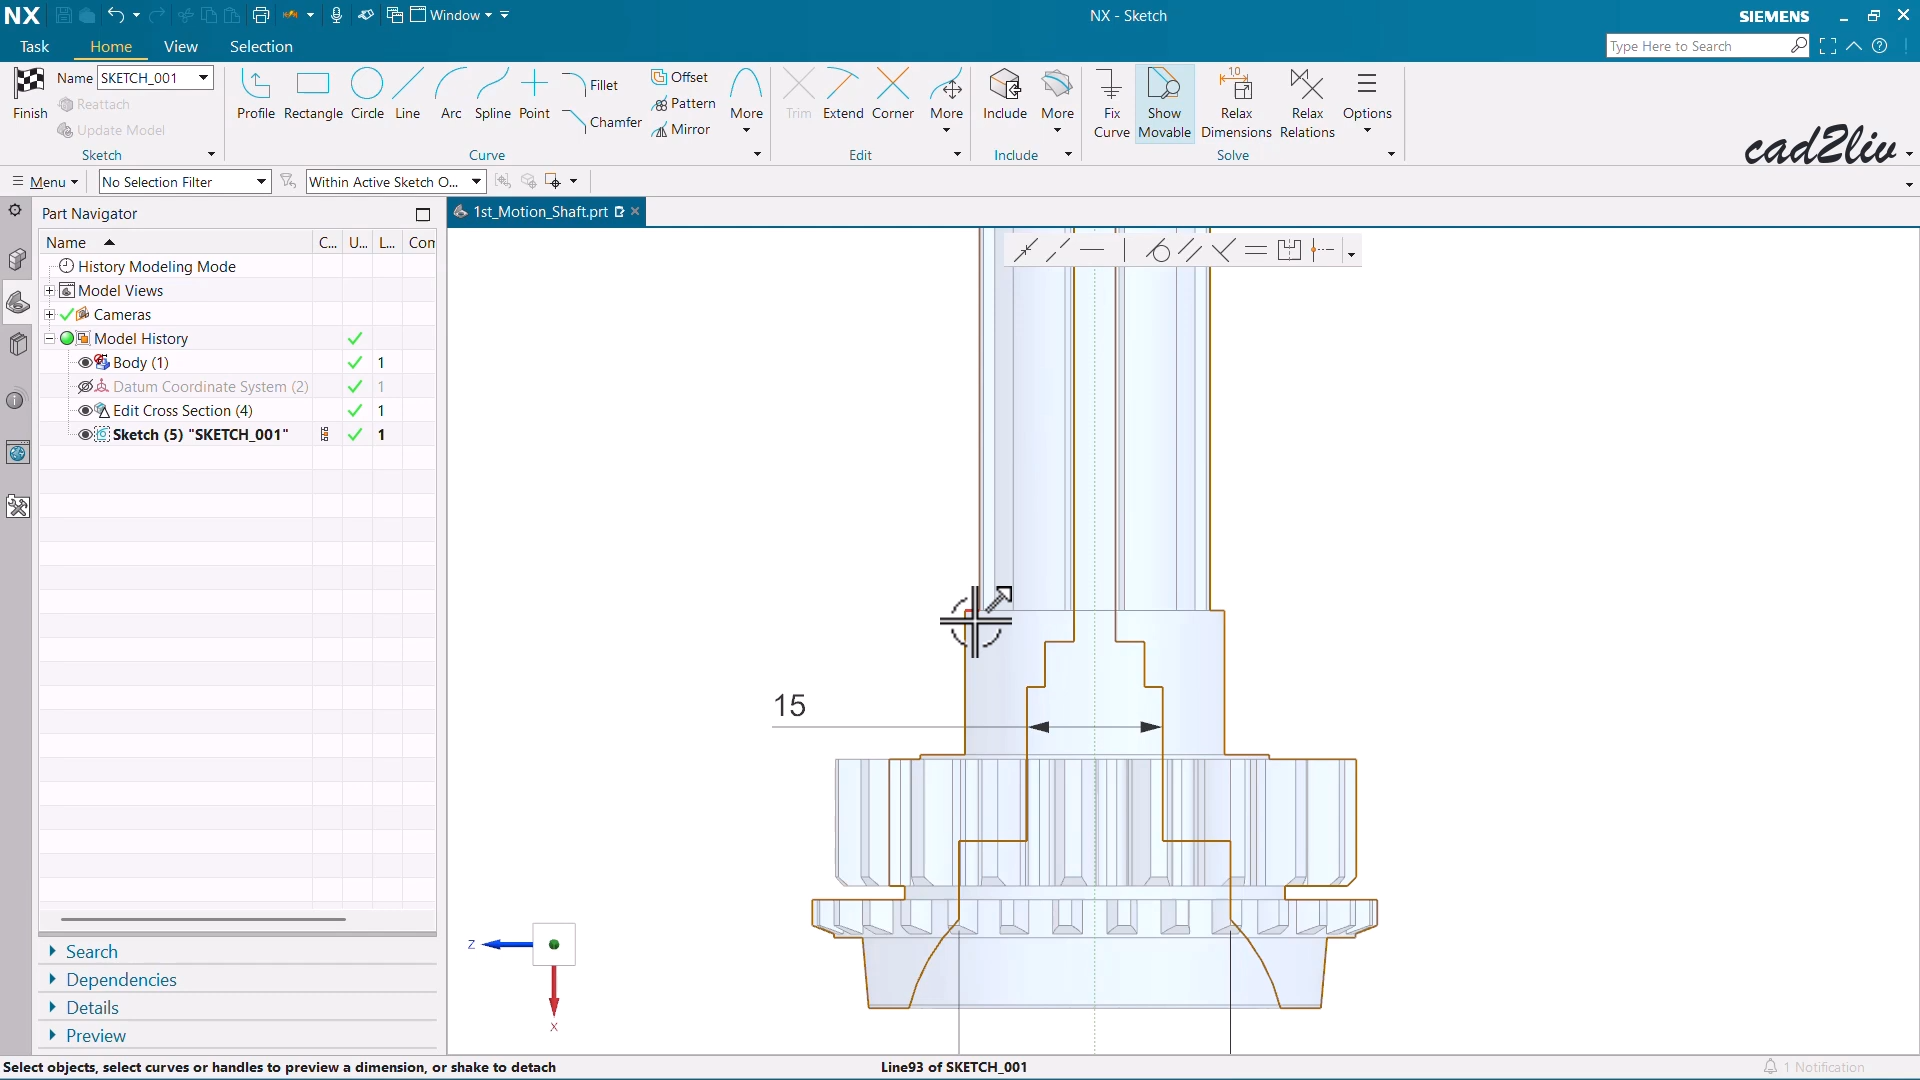 NX
Window
NX - Sketch
SIEMENS
Task
Home
View
Selection
Type Here to Search
Finish
Name SKETCH_001
Reattach
Update Model
Sketch
Profile
Rectangle
Circle
Line
Arc
Spline
Point
Fillet
Chamfer
Offset
Pattern
Mirror
More
Curve
Trim
Extend
Corner
More
Edit
Include
More
Include
Fix
Curve
Show
Movable
1,0
Relax
Dimensions
Relax
Relations
Options
Solve
cad2liv
Menu
No Selection Filter
Within Active Sketch O...
Part Navigator
1st_Motion_Shaft.prt
Name
C...
U...
L...
Com
History Modeling Mode
Model Views
Cameras
Model History
Body (1)
1
Datum Coordinate System (2)
1
Edit Cross Section (4)
1
Sketch (5) "SKETCH_001"
1
15
Z
X
Search
Dependencies
Details
Preview
Select objects, select curves or handles to preview a dimension, or shake to detach
Line93 of SKETCH_001
1 Notification